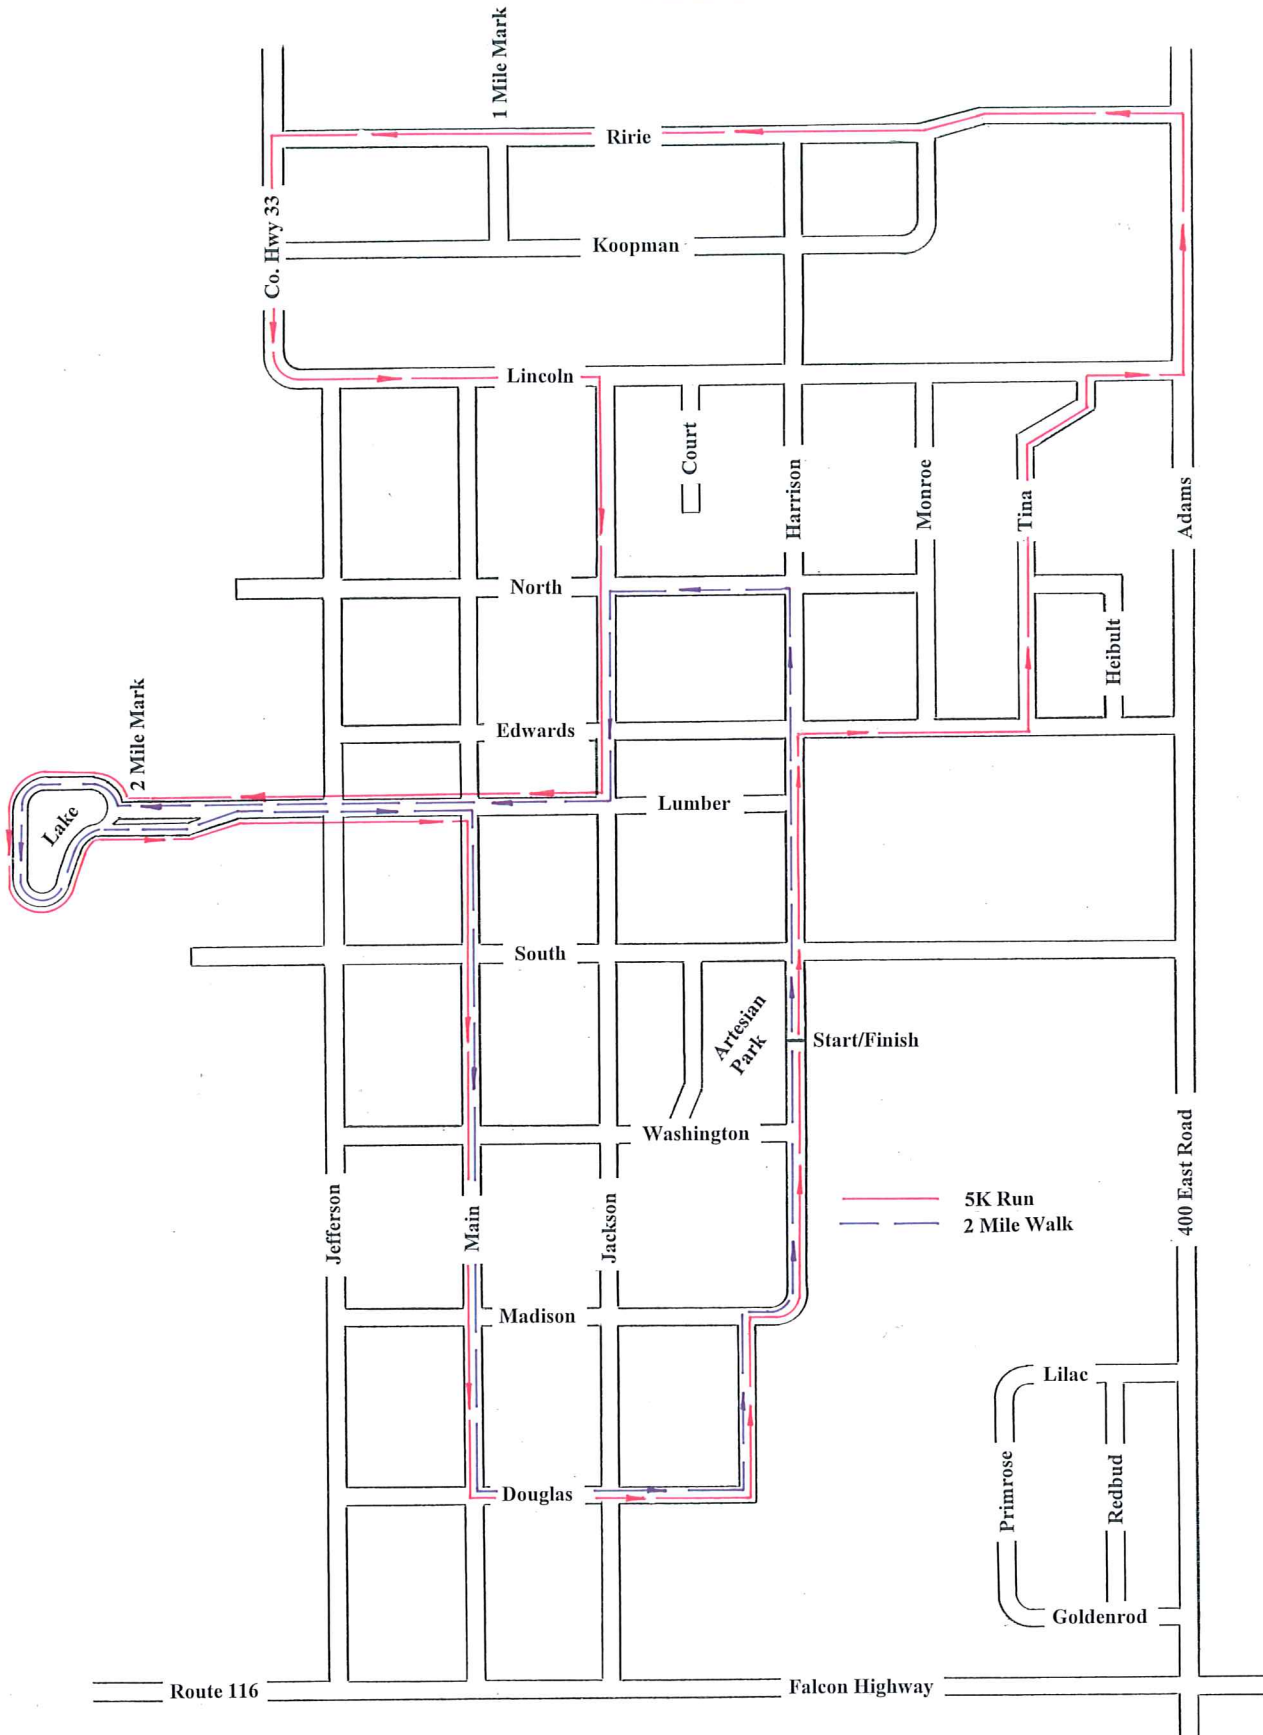 1 Mile Mark
Ririe
Co. Hwy 33
Koopman
Lincoln
Court
Harrison
Monroe
Tina
Adams
North
Heibult
2 Mile Mark
Edwards
Lake
Lumber
South
Artesian
Park
Start/Finish
Washington
400 East Road
Jefferson
Main
Jackson
5K Run
2 Mile Walk
Madison
Lilac
Primrose
Redbud
Douglas
Goldenrod
Route 116
Falcon Highway